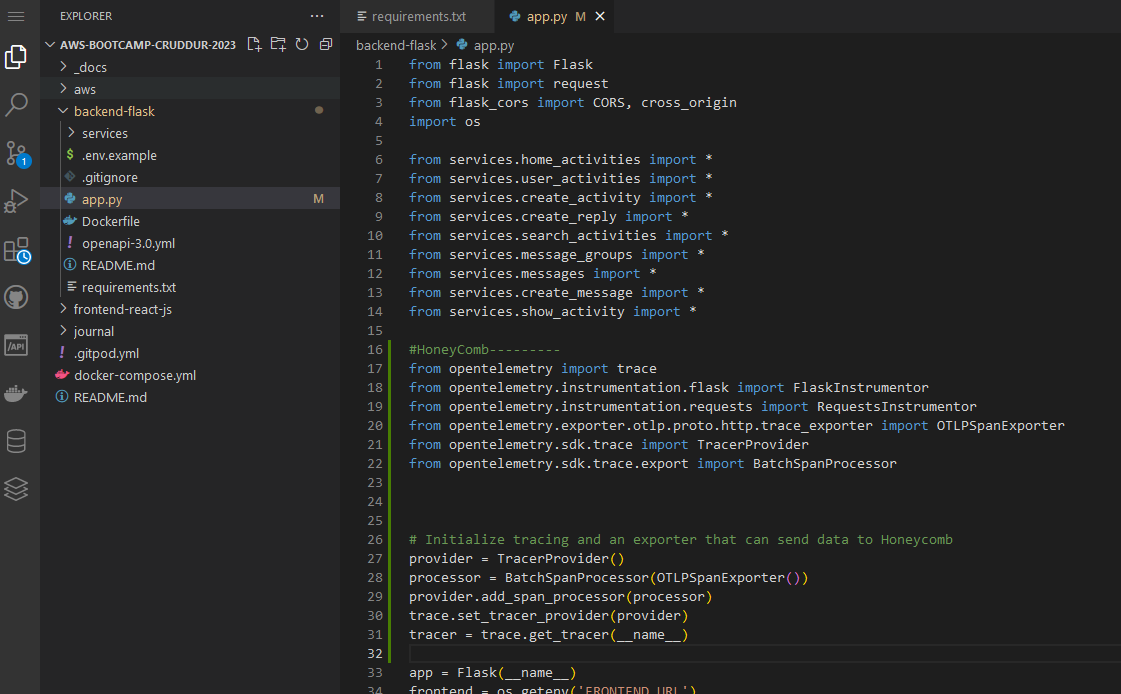 EXPLORER
requirements.txt
app.py M
AWS-BOOTCAMP-CRUDDUR-2023
_docs
aws
backend-flask
services
.env.example
.gitignore
app.py M
Dockerfile
openapi-3.0.yml
README.md
requirements.txt
frontend-react-js
journal
.gitpod.yml
docker-compose.yml
README.md
1
/API
backend-flask > app.py
1 from flask import Flask
2 from flask import request
3 from flask_cors import CORS, cross_origin
4 import os
5
6 from services.home_activities import *
7 from services.user_activities import *
8 from services.create_activity import *
9 from services.create_reply import *
10 from services.search_activities import *
11 from services.message_groups import *
12 from services.messages import *
13 from services.create_message import *
14 from services.show_activity import *
15
16 #HoneyComb---------
17 from opentelemetry import trace
18 from opentelemetry.instrumentation.flask import FlaskInstrumentor
19 from opentelemetry.instrumentation.requests import RequestsInstrumentor
20 from opentelemetry.exporter.otlp.proto.http.trace_exporter import OTLPSpanExporter
21 from opentelemetry.sdk.trace import TracerProvider
22 from opentelemetry.sdk.trace.export import BatchSpanProcessor
23
24
25
26 # Initialize tracing and an exporter that can send data to Honeycomb
27 provider = TracerProvider()
28 processor = BatchSpanProcessor(OTLPSpanExporter())
29 provider.add_span_processor(processor)
30 trace.set_tracer_provider(provider)
31 tracer = trace.get_tracer(__name__)
32
33 app = Flask(__name__)
34 frontend = os.getenv('FRONTEND_URL')